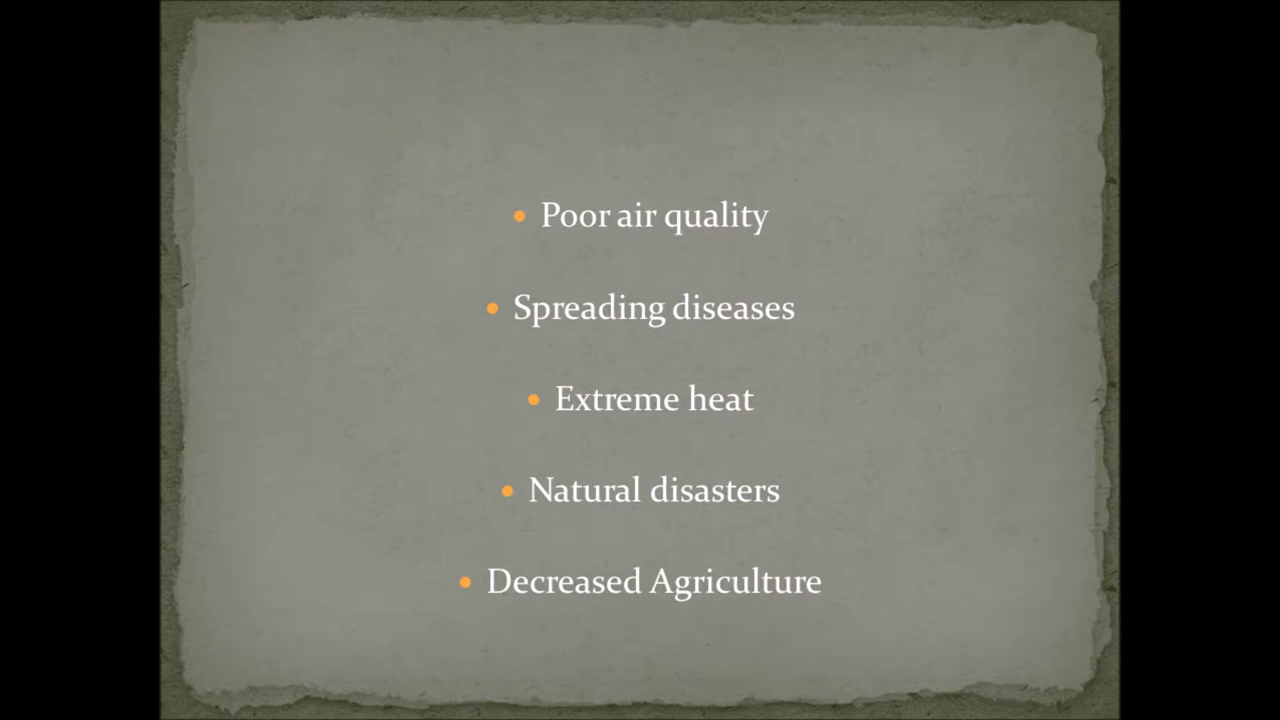 • Poor air quality
• Spreading diseases
• Extreme heat
• Natural disasters
• Decreased Agriculture